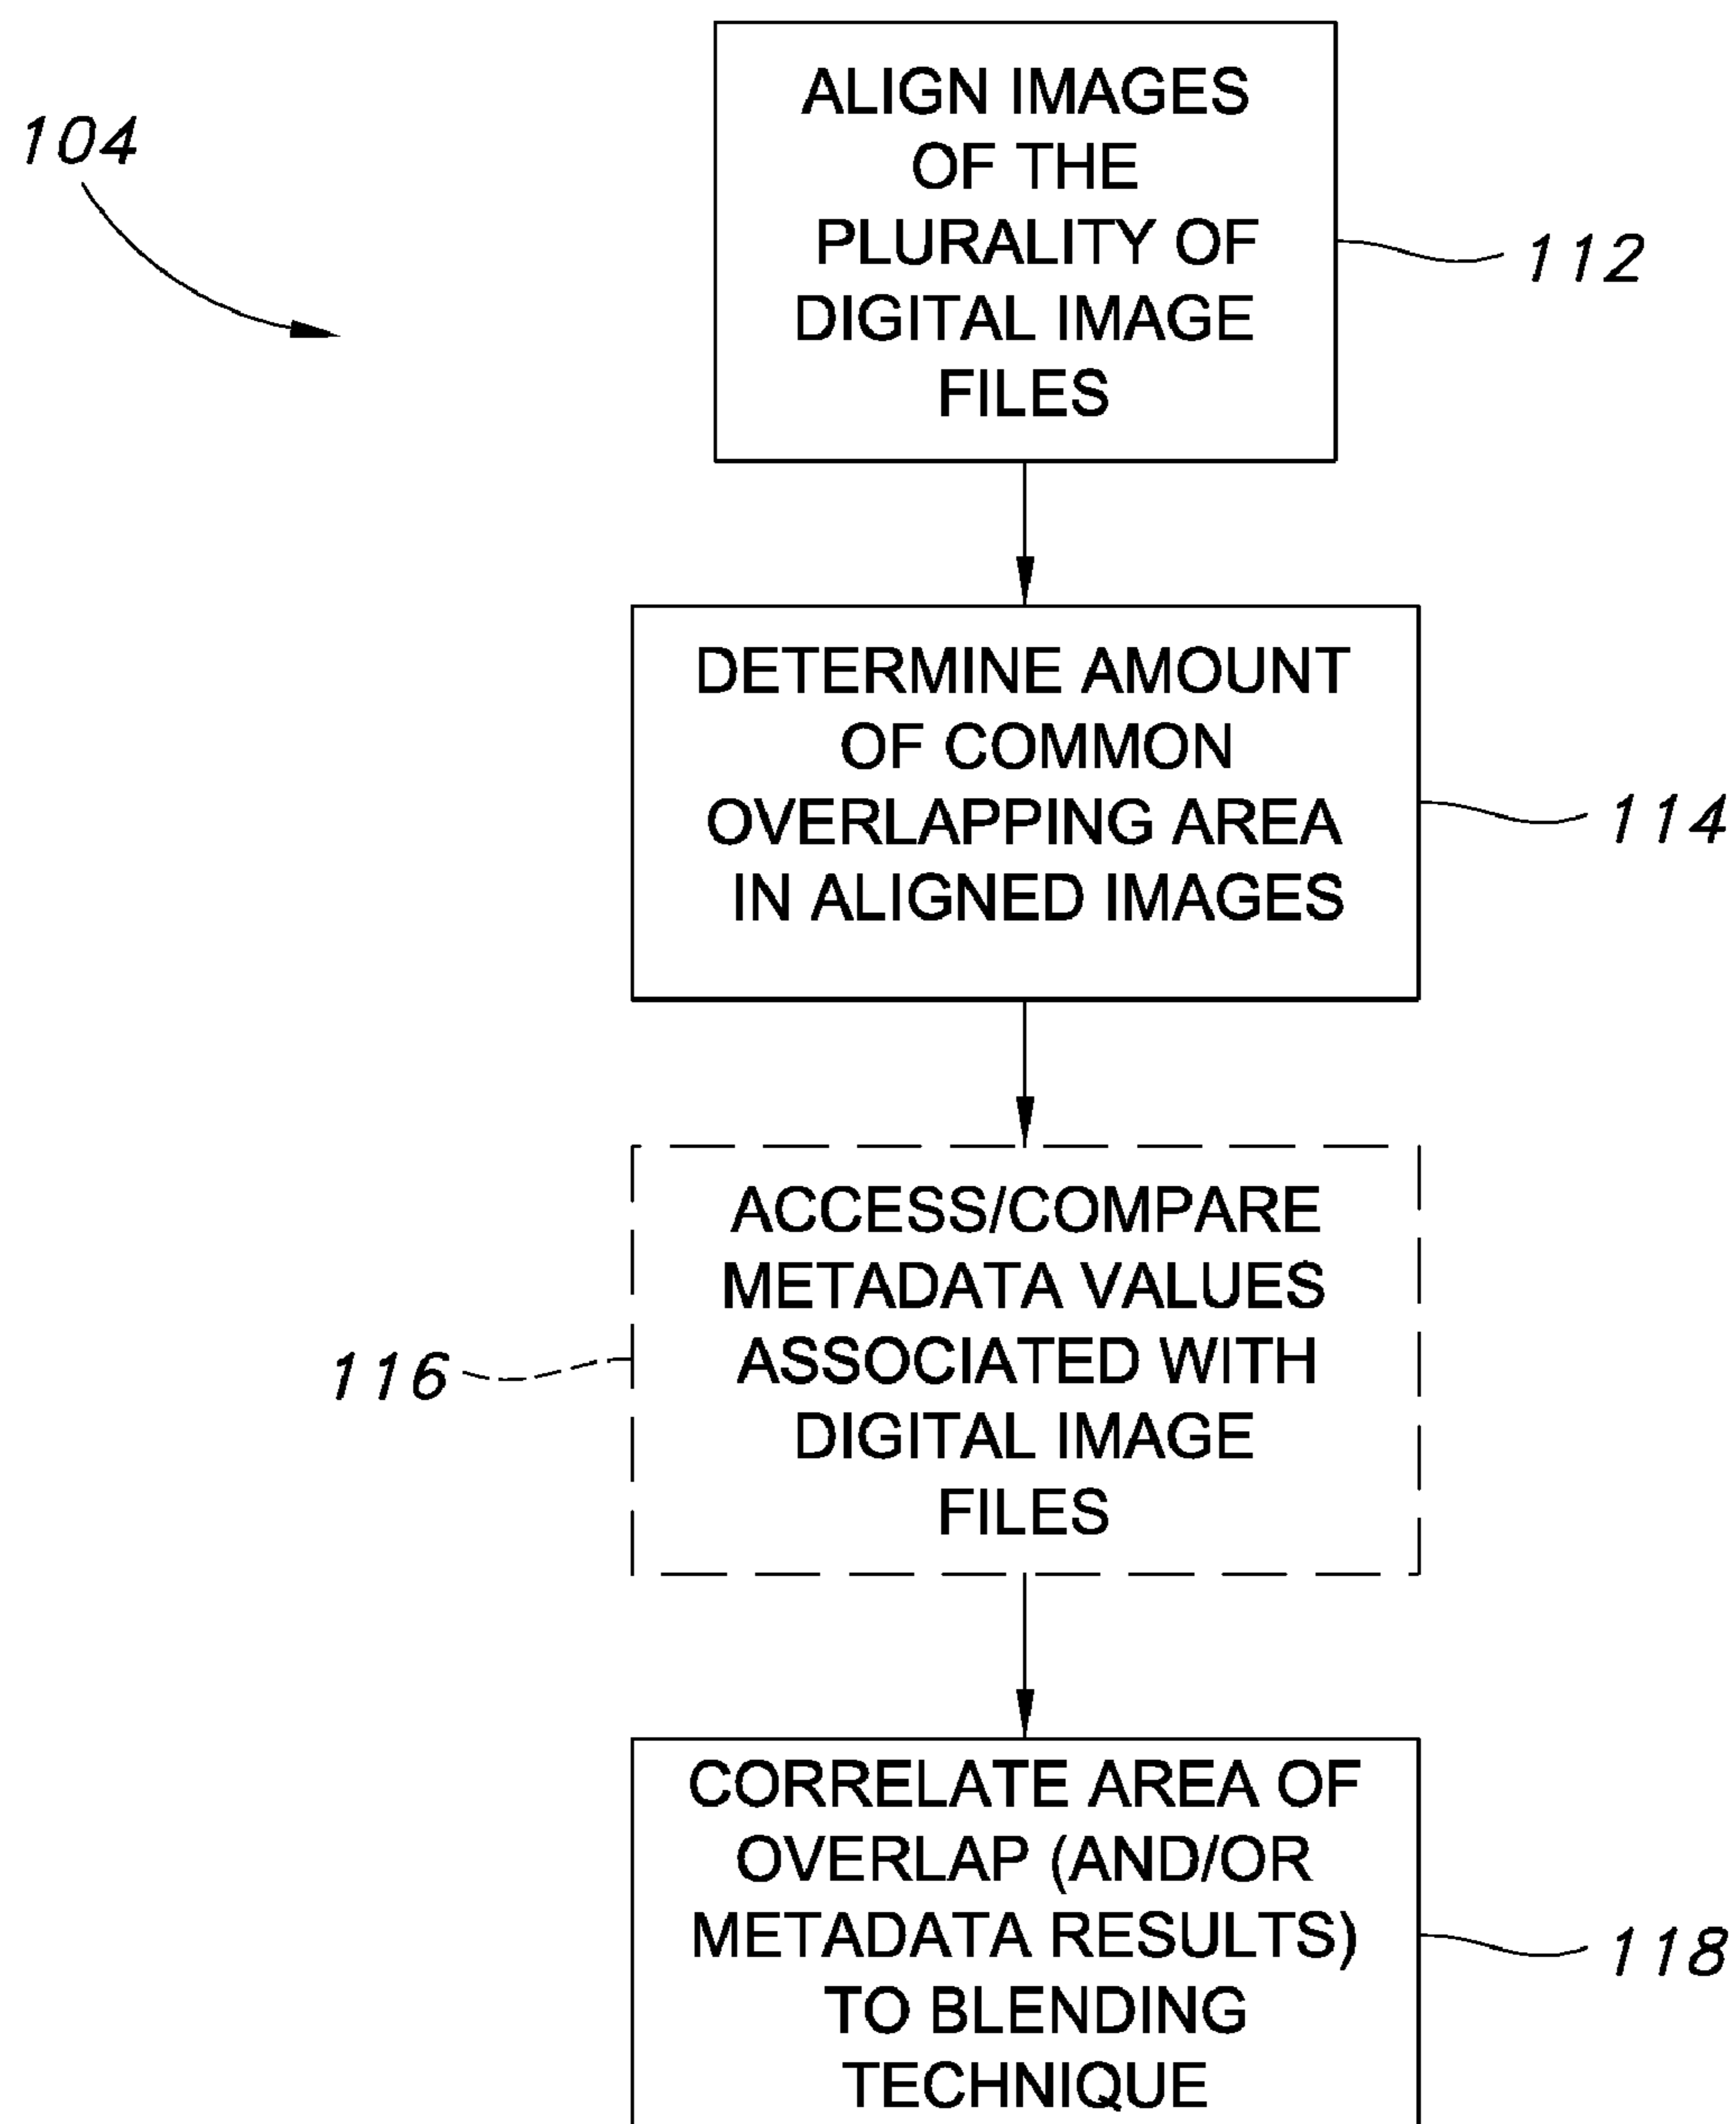 104
ALIGN IMAGES
OF THE
PLURALITY OF
DIGITAL IMAGE
FILES
112
DETERMINE AMOUNT
OF COMMON
OVERLAPPING AREA
IN ALIGNED IMAGES
114
ACCESS/COMPARE
METADATA VALUES
ASSOCIATED WITH
DIGITAL IMAGE
FILES
116
CORRELATE AREA OF
OVERLAP (AND/OR
METADATA RESULTS)
TO BLENDING
TECHNIQUE
118